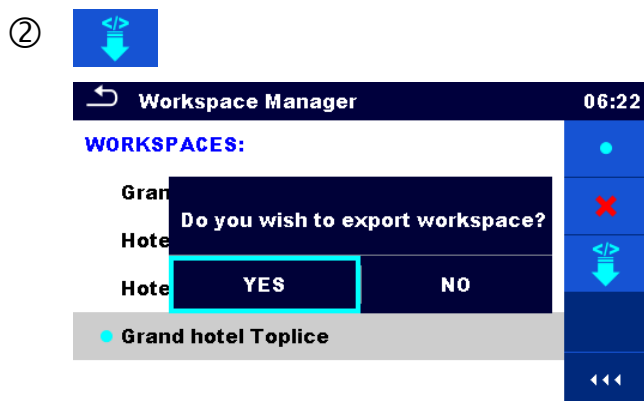 ②
</>
Workspace Manager 06:22
WORKSPACES:
Gran
Do you wish to export workspace?
Hote
</>
Hote
YES NO
Grand hotel Toplice